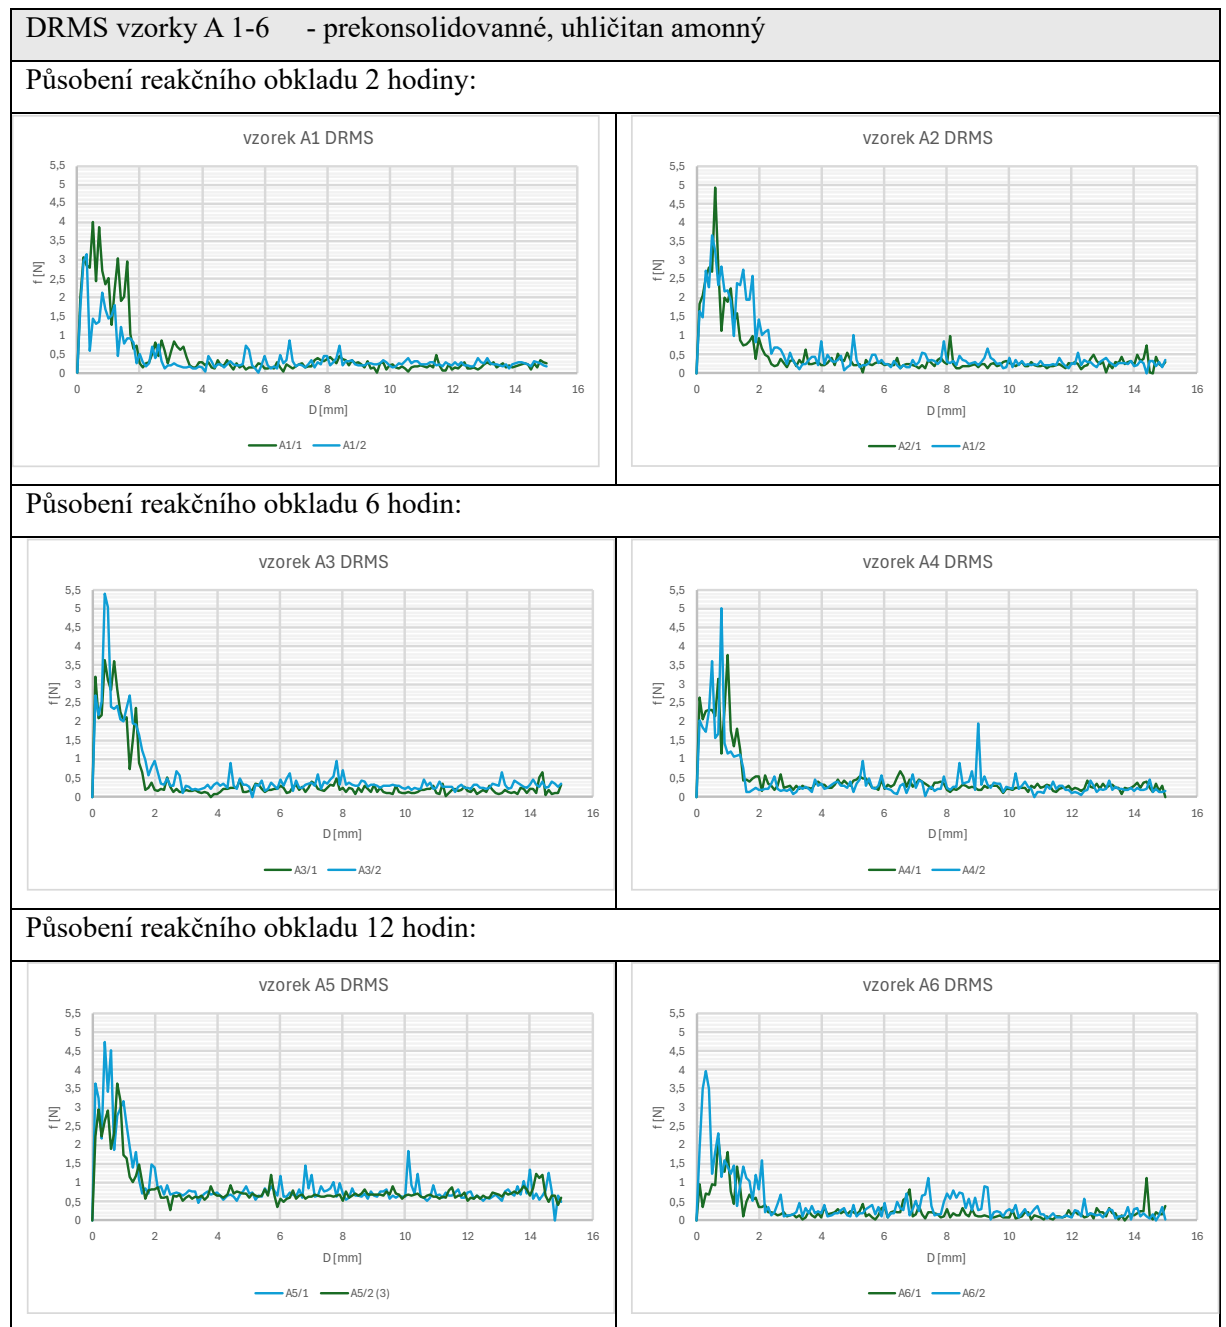 DRMS vzorky A 1-6 - prekonsolidovanné, uhličitan amonný
Působení reakčního obkladu 2 hodiny:
vzorek A1 DRMS
5,5
5
4,5
4
3,5
3
2,5
2
1,5
1
0,5
0
f [N]
0 2 4 6 8 10 12 14 16
D [mm]
A1/1 A1/2
vzorek A2 DRMS
5,5
5
4,5
4
3,5
3
2,5
2
1,5
1
0,5
0
f [N]
0 2 4 6 8 10 12 14 16
D [mm]
A2/1 A1/2
Působení reakčního obkladu 6 hodin:
vzorek A3 DRMS
5,5
5
4,5
4
3,5
3
2,5
2
1,5
1
0,5
0
f [N]
0 2 4 6 8 10 12 14 16
D [mm]
A3/1 A3/2
vzorek A4 DRMS
5,5
5
4,5
4
3,5
3
2,5
2
1,5
1
0,5
0
f [N]
0 2 4 6 8 10 12 14 16
D [mm]
A4/1 A4/2
Působení reakčního obkladu 12 hodin:
vzorek A5 DRMS
5,5
5
4,5
4
3,5
3
2,5
2
1,5
1
0,5
0
f [N]
0 2 4 6 8 10 12 14 16
D [mm]
A5/1 A5/2 (3)
vzorek A6 DRMS
5,5
5
4,5
4
3,5
3
2,5
2
1,5
1
0,5
0
f [N]
0 2 4 6 8 10 12 14 16
D [mm]
A6/1 A6/2